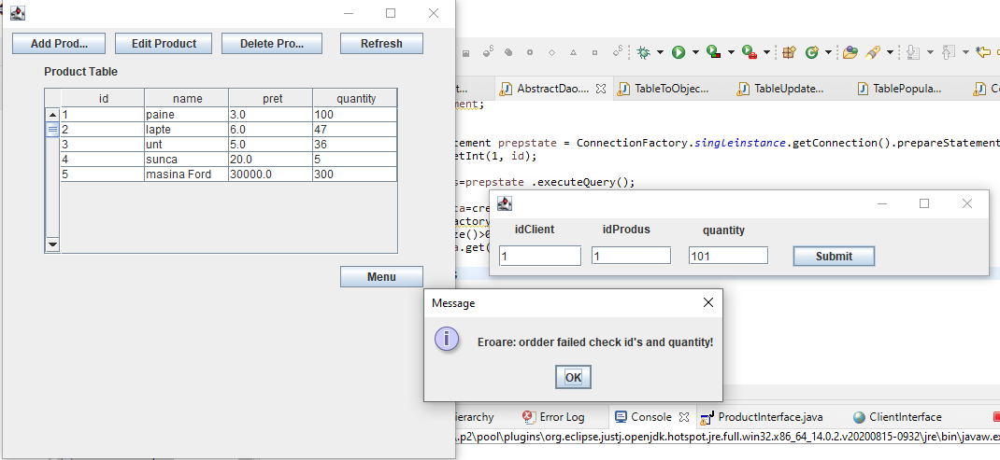 Add Prod...
Edit Product
Delete Pro...
Refresh
Product Table
id name pret quantity
1 paine 3.0 100
2 lapte 6.0 47
3 unt 5.0 36
4 sunca 20.0 5
5 masina Ford 30000.0 300
Menu
t...
AbstractDao....
TableToObjec...
TableUpdate...
TablePopula...
ment;
tement prepstate = ConnectionFactory.singleinstance.getConnection().prepareStatement
etInt(1, id);
s=prepstate .executeQuery();
ca=cre
actory
ze()>0
a.get(
;
idClient idProdus quantity
1 1 101 Submit
Message
Eroare: ordder failed check id's and quantity!
OK
ierarchy
Error Log
Console
ProductInterface.java
ClientInterface
.p2\pool\plugins\org.eclipse.justj.openjdk.hotspot.jre.full.win32.x86_64_14.0.2.v20200815-0932\jre\bin\javaw.ex